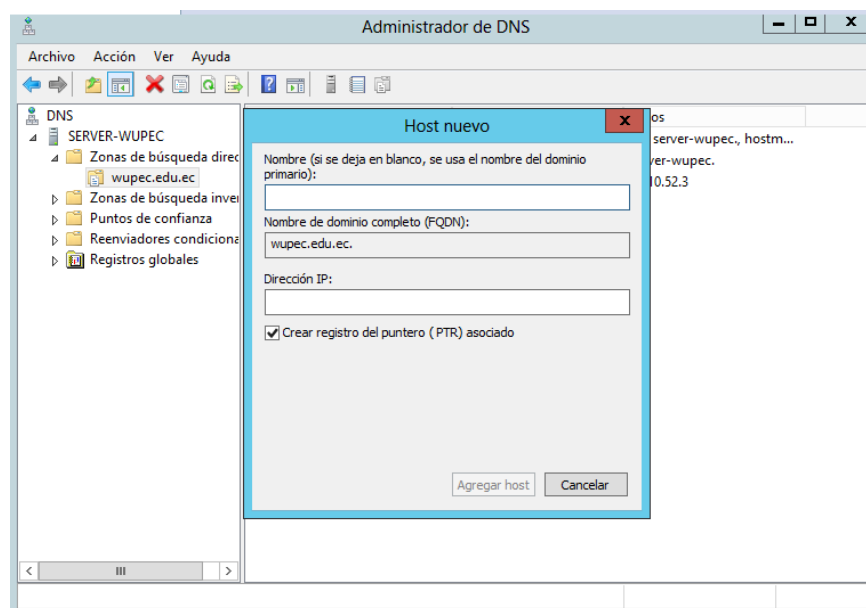 Administrador de DNS
Archivo Acción Ver Ayuda
DNS
SERVER-WUPEC
Zonas de búsqueda direc
wupec.edu.ec
Zonas de búsqueda inver
Puntos de confianza
Reenviadores condiciona
Registros globales
os
server-wupec., hostm...
ver-wupec.
10.52.3
Host nuevo
x
Nombre (si se deja en blanco, se usa el nombre del dominio
primario):
Nombre de dominio completo (FQDN):
wupec.edu.ec.
Dirección IP:
Crear registro del puntero (PTR) asociado
Agregar host Cancelar